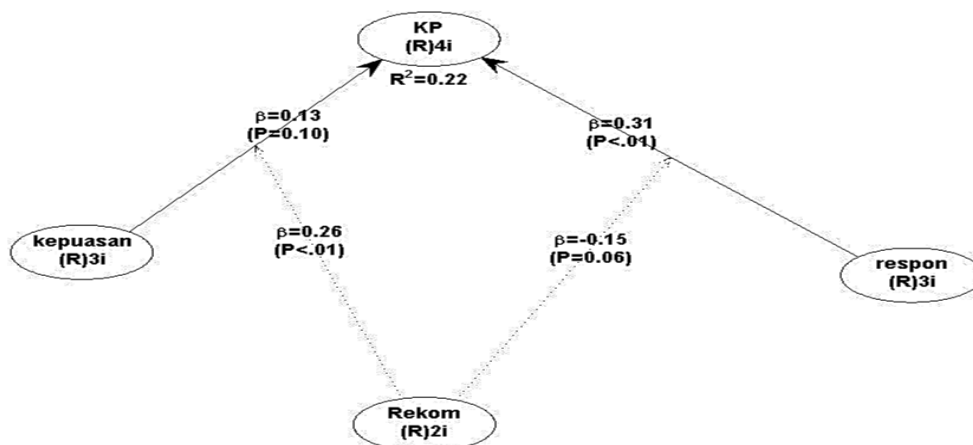 KP
(R)4i
R²=0.22
β=0.13
(P=0.10)
β=0.31
(P<.01)
kepuasan
(R)3i
β=0.26
(P<.01)
β=-0.15
(P=0.06)
respon
(R)3i
Rekom
(R)2i